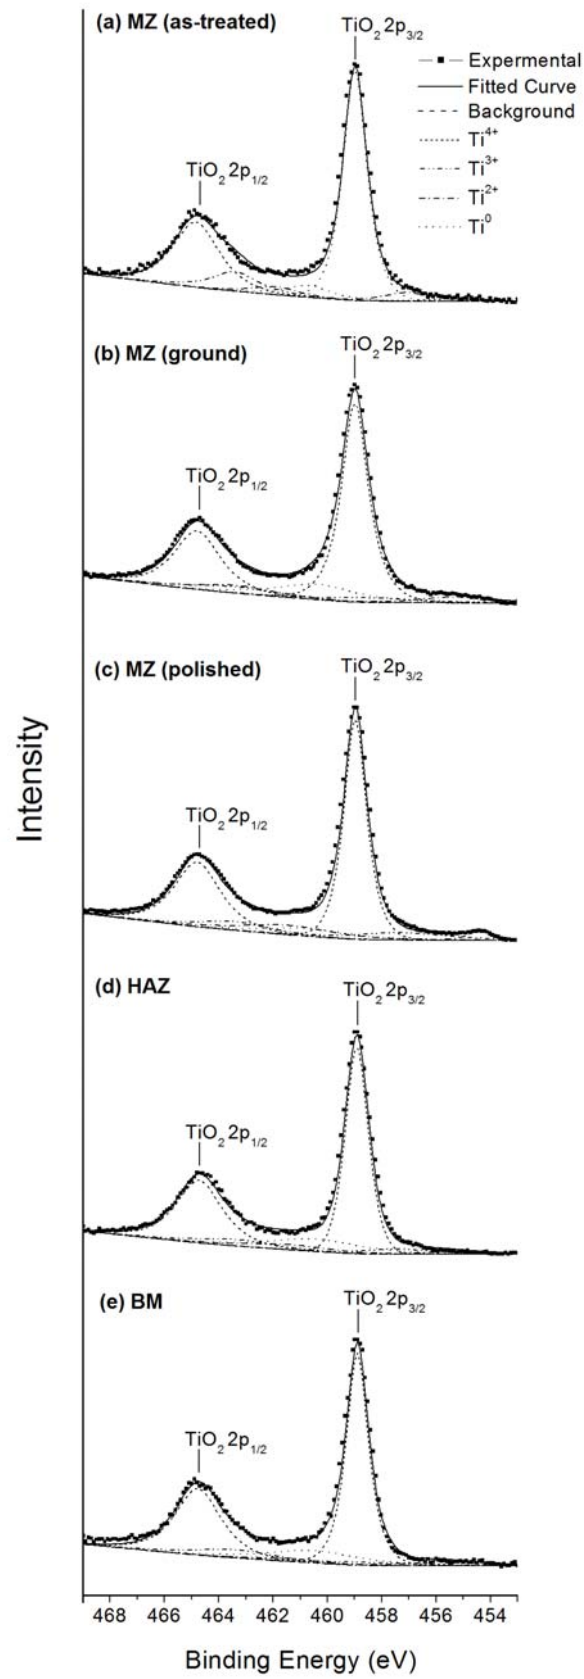 (a) MZ (as-treated)
TiO₂ 2p₃/₂
TiO₂ 2p₁/₂
Expermental
Fitted Curve
Background
Ti⁴⁺
Ti³⁺
Ti²⁺
Ti⁰
(b) MZ (ground)
TiO₂ 2p₃/₂
TiO₂ 2p₁/₂
(c) MZ (polished)
TiO₂ 2p₃/₂
TiO₂ 2p₁/₂
(d) HAZ
TiO₂ 2p₃/₂
TiO₂ 2p₁/₂
(e) BM
TiO₂ 2p₃/₂
TiO₂ 2p₁/₂
Intensity
468 466 464 462 460 458 456 454
Binding Energy (eV)